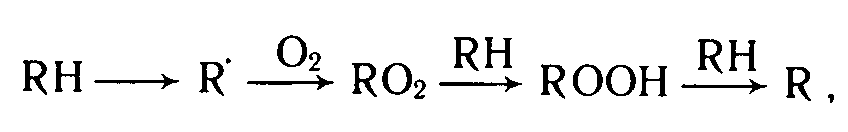 RH ⟶ R˙ —O₂→ RO₂ —RH→ ROOH —RH→ R ,